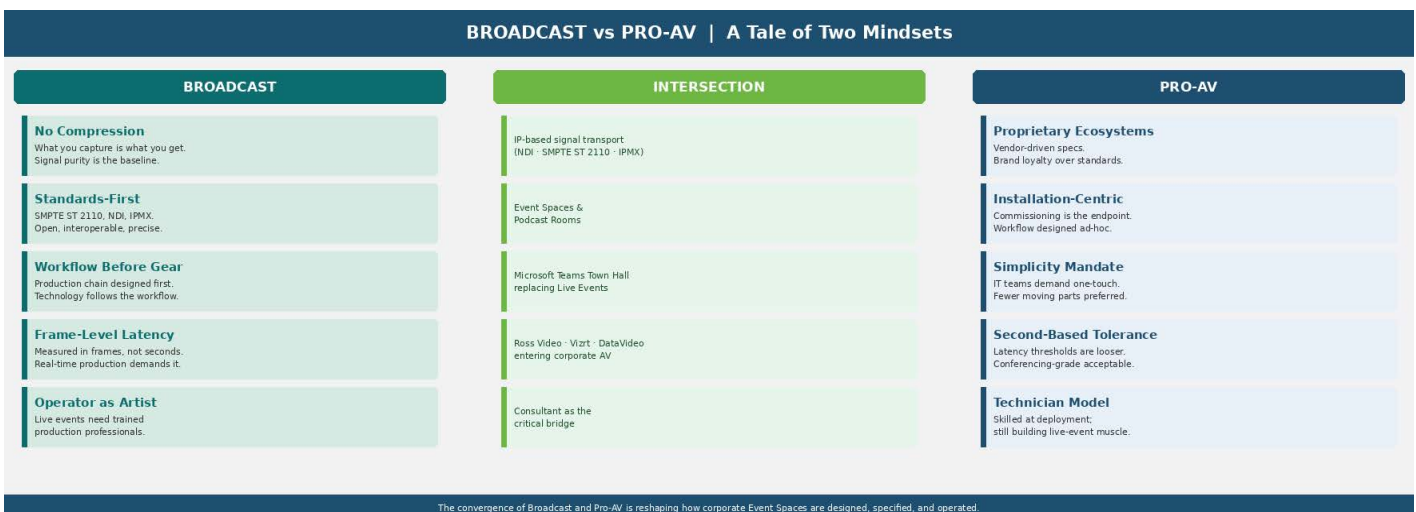 BROADCAST vs PRO-AV | A Tale of Two Mindsets
BROADCAST
No Compression
What you capture is what you get.
Signal purity is the baseline.
Standards-First
SMPTE ST 2110, NDI, IPMX.
Open, interoperable, precise.
Workflow Before Gear
Production chain designed first.
Technology follows the workflow.
Frame-Level Latency
Measured in frames, not seconds.
Real-time production demands it.
Operator as Artist
Live events need trained
production professionals.
INTERSECTION
IP-based signal transport
(NDI · SMPTE ST 2110 · IPMX)
Event Spaces &
Podcast Rooms
Microsoft Teams Town Hall
replacing Live Events
Ross Video · Vizrt · DataVideo
entering corporate AV
Consultant as the
critical bridge
PRO-AV
Proprietary Ecosystems
Vendor-driven specs.
Brand loyalty over standards.
Installation-Centric
Commissioning is the endpoint.
Workflow designed ad-hoc.
Simplicity Mandate
IT teams demand one-touch.
Fewer moving parts preferred.
Second-Based Tolerance
Latency thresholds are looser.
Conferencing-grade acceptable.
Technician Model
Skilled at deployment;
still building live-event muscle.
The convergence of Broadcast and Pro-AV is reshaping how corporate Event Spaces are designed, specified, and operated.